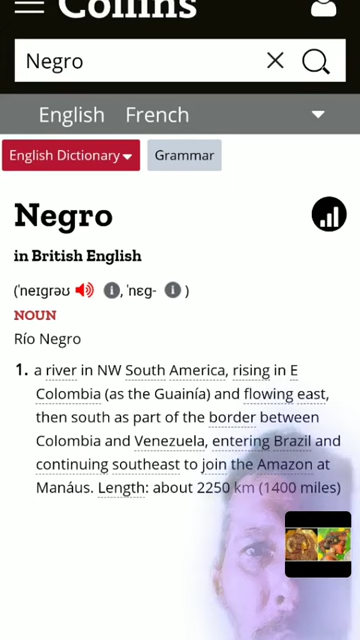 Collins
Negro
English French
English Dictionary Grammar
Negro
in British English
(ˈneɪɡrəʊ , ˈnɛɡ- )
NOUN
Río Negro
1. a river in NW South America, rising in E
Colombia (as the Guainía) and flowing east,
then south as part of the border between
Colombia and Venezuela, entering Brazil and
continuing southeast to join the Amazon at
Manáus. Length: about 2250 km (1400 miles)